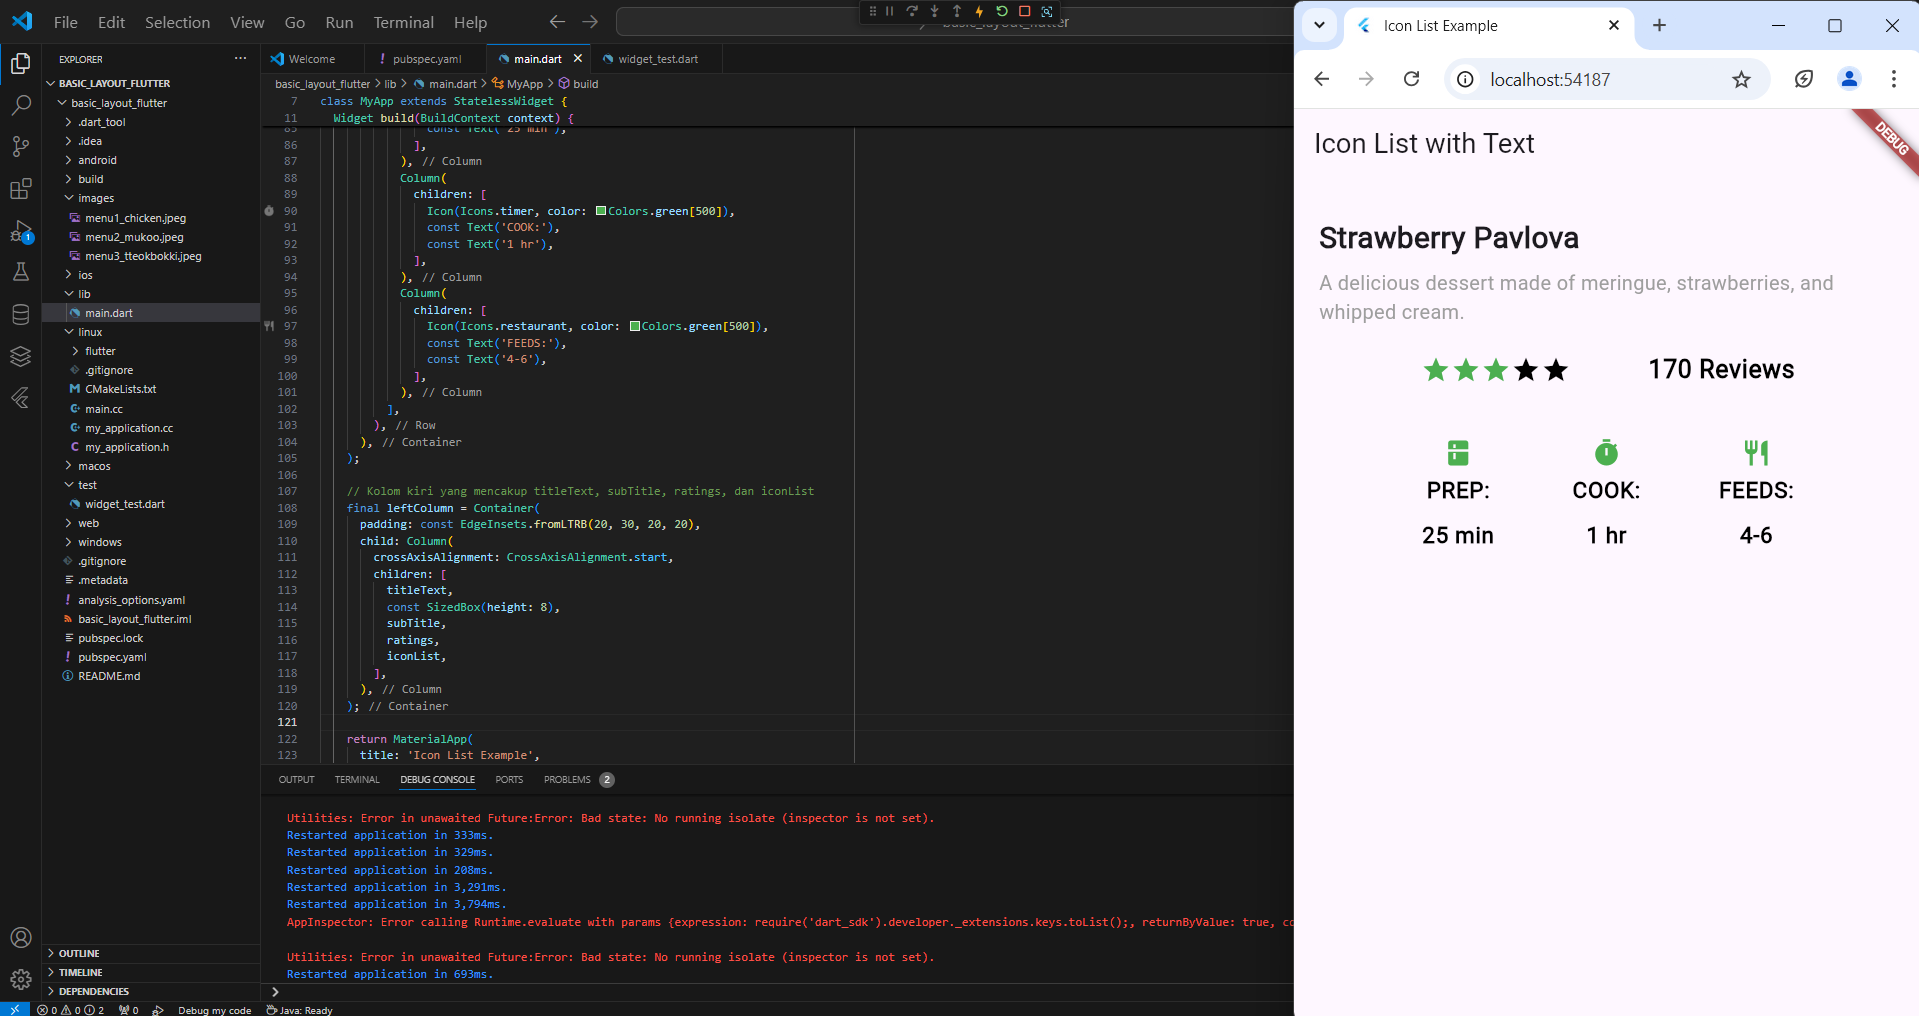 File Edit Selection View Go Run Terminal Help
basic_layout_flutter
EXPLORER
BASIC_LAYOUT_FLUTTER
basic_layout_flutter
.dart_tool
.idea
android
build
images
menu1_chicken.jpeg
menu2_mukoo.jpeg
menu3_tteokbokki.jpeg
ios
lib
main.dart
linux
flutter
.gitignore
CMakeLists.txt
main.cc
my_application.cc
my_application.h
macos
test
widget_test.dart
web
windows
.gitignore
.metadata
analysis_options.yaml
basic_layout_flutter.iml
pubspec.lock
pubspec.yaml
README.md
OUTLINE
TIMELINE
DEPENDENCIES
1
Welcome
! pubspec.yaml
main.dart
widget_test.dart
basic_layout_flutter > lib > main.dart > MyApp > build
7 class MyApp extends StatelessWidget {
11 Widget build(BuildContext context) {
85 const Text('25 min'),
86 ],
87 ), // Column
88 Column(
89 children: [
90 Icon(Icons.timer, color: Colors.green[500]),
91 const Text('COOK:'),
92 const Text('1 hr'),
93 ],
94 ), // Column
95 Column(
96 children: [
97 Icon(Icons.restaurant, color: Colors.green[500]),
98 const Text('FEEDS:'),
99 const Text('4-6'),
100 ],
101 ), // Column
102 ],
103 ), // Row
104 ), // Container
105 );
106
107 // Kolom kiri yang mencakup titleText, subTitle, ratings, dan iconList
108 final leftColumn = Container(
109 padding: const EdgeInsets.fromLTRB(20, 30, 20, 20),
110 child: Column(
111 crossAxisAlignment: CrossAxisAlignment.start,
112 children: [
113 titleText,
114 const SizedBox(height: 8),
115 subTitle,
116 ratings,
117 iconList,
118 ],
119 ), // Column
120 ); // Container
121
122 return MaterialApp(
123 title: 'Icon List Example',
OUTPUT TERMINAL DEBUG CONSOLE PORTS PROBLEMS 2
Utilities: Error in unawaited Future:Error: Bad state: No running isolate (inspector is not set).
Restarted application in 333ms.
Restarted application in 329ms.
Restarted application in 208ms.
Restarted application in 3,291ms.
Restarted application in 3,794ms.
AppInspector: Error calling Runtime.evaluate with params {expression: require('dart_sdk').developer._extensions.keys.toList();, returnByValue: true, co
Utilities: Error in unawaited Future:Error: Bad state: No running isolate (inspector is not set).
Restarted application in 693ms.
0 0 2 0 Debug my code Java: Ready
Icon List Example
localhost:54187
DEBUG
Icon List with Text
Strawberry Pavlova
A delicious dessert made of meringue, strawberries, and
whipped cream.
170 Reviews
PREP: COOK: FEEDS:
25 min 1 hr 4-6